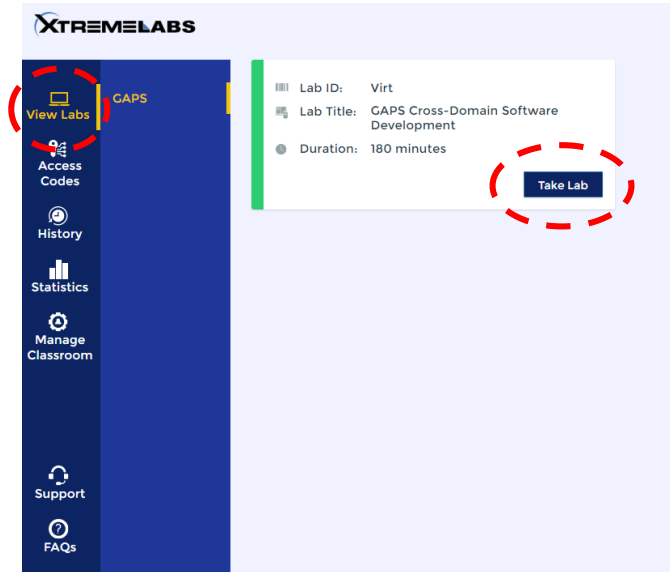 XTREMELABS
View Labs
GAPS
Access
Codes
History
Statistics
Manage
Classroom
Support
?
FAQs
Lab ID: Virt
Lab Title: GAPS Cross-Domain Software
Development
Duration: 180 minutes
Take Lab